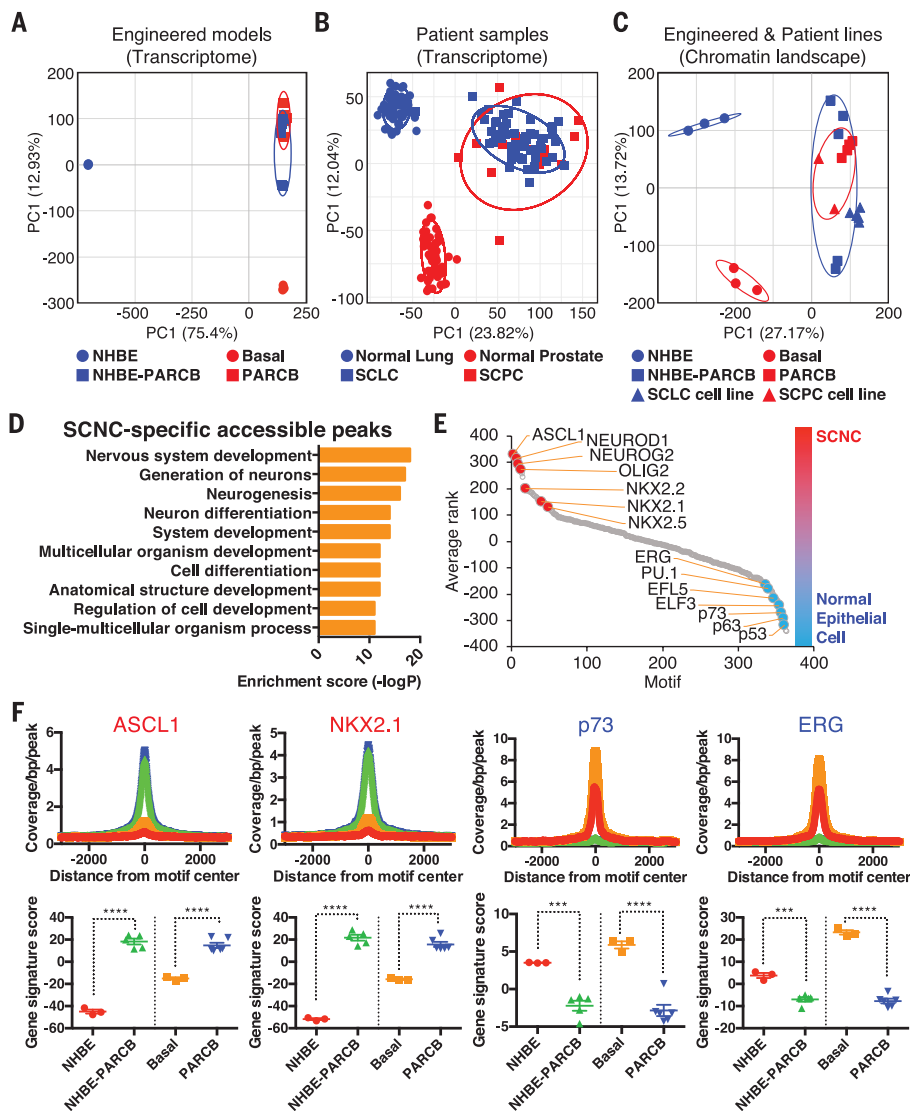 A
Engineered models
(Transcriptome)
200
100
0
-100
-200
-300
PC1 (12.93%)
-500
-250
0
250
PC1 (75.4%)
NHBE
Basal
NHBE-PARCB
PARCB
B
Patient samples
(Transcriptome)
50
0
-50
-100
PC1 (12.04%)
-100
-50
0
50
100
150
PC1 (23.82%)
Normal Lung
Normal Prostate
SCLC
SCPC
C
Engineered & Patient lines
(Chromatin landscape)
200
100
0
-100
-200
PC1 (13.72%)
-400
-200
0
200
PC1 (27.17%)
NHBE
Basal
NHBE-PARCB
PARCB
SCLC cell line
SCPC cell line
D
SCNC-specific accessible peaks
Nervous system development
Generation of neurons
Neurogenesis
Neuron differentiation
System development
Multicellular organism development
Cell differentiation
Anatomical structure development
Regulation of cell development
Single-multicellular organism process
0
10
20
Enrichment score (-logP)
E
400
300
200
100
0
-100
-200
-300
-400
Average rank
ASCL1
NEUROD1
NEUROG2
OLIG2
NKX2.2
NKX2.1
NKX2.5
ERG
PU.1
EFL5
ELF3
p73
p63
p53
0
100
200
300
400
Motif
SCNC
Normal
Epithelial
Cell
F
ASCL1
6
4
2
0
Coverage/bp/peak
-2000
0
2000
Distance from motif center
NKX2.1
5
4
3
2
1
0
Coverage/bp/peak
-2000
0
2000
Distance from motif center
p73
10
8
6
4
2
0
Coverage/bp/peak
-2000
0
2000
Distance from motif center
ERG
10
8
6
4
2
0
Coverage/bp/peak
-2000
0
2000
Distance from motif center
40
20
0
-20
-40
-60
Gene signature score
****
****
NHBE
NHBE-PARCB
Basal
PARCB
40
20
0
-20
-40
-60
Gene signature score
****
****
NHBE
NHBE-PARCB
Basal
PARCB
10
5
0
-5
Gene signature score
***
****
NHBE
NHBE-PARCB
Basal
PARCB
30
20
10
0
-10
-20
Gene signature score
***
****
NHBE
NHBE-PARCB
Basal
PARCB